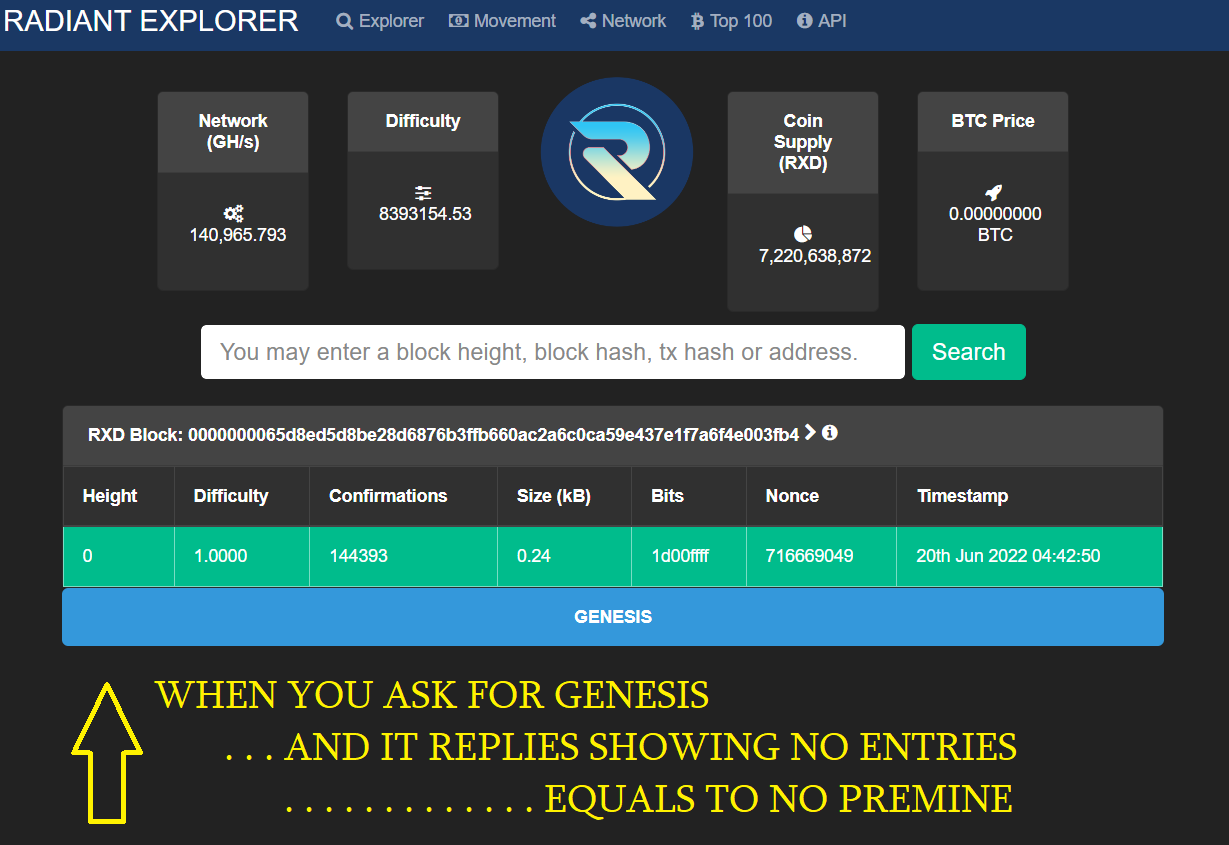 RADIANT EXPLORER Explorer Movement Network Top 100 API
Network
(GH/s)
140,965.793
Difficulty
8393154.53
Coin
Supply
(RXD)
7,220,638,872
BTC Price
0.00000000
BTC
You may enter a block height, block hash, tx hash or address.
Search
RXD Block: 0000000065d8ed5d8be28d6876b3ffb660ac2a6c0ca59e437e1f7a6f4e003fb4
Height Difficulty Confirmations Size (kB) Bits Nonce Timestamp
0 1.0000 144393 0.24 1d00ffff 716669049 20th Jun 2022 04:42:50
GENESIS
WHEN YOU ASK FOR GENESIS
. . . AND IT REPLIES SHOWING NO ENTRIES
. . . . . . . . . . . . . EQUALS TO NO PREMINE